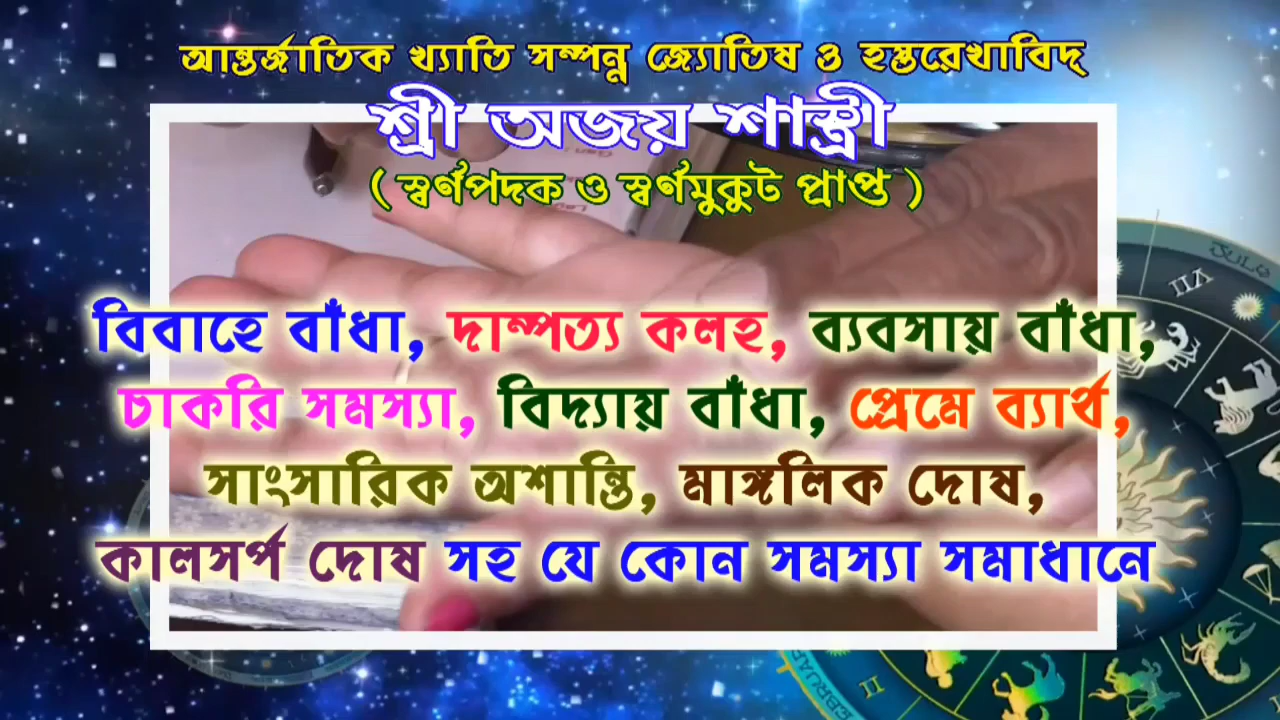 আন্তর্জাতিক খ্যাতি সম্পন্ন জ্যোতিষ ও হস্তরেখাবিদ্
শ্রী অজয় শাস্ত্রী
( স্বর্ণপদক ও স্বর্ণমুকুট প্রাপ্ত )
বিবাহে বাঁধা, দাম্পত্য কলহ, ব্যবসায় বাঁধা,
চাকরি সমস্যা, বিদ্যায় বাঁধা, প্রেমে ব্যার্থ,
সাংসারিক অশান্তি, মাঙ্গলিক দোষ,
কালসর্প দোষ সহ যে কোন সমস্যা সমাধানে